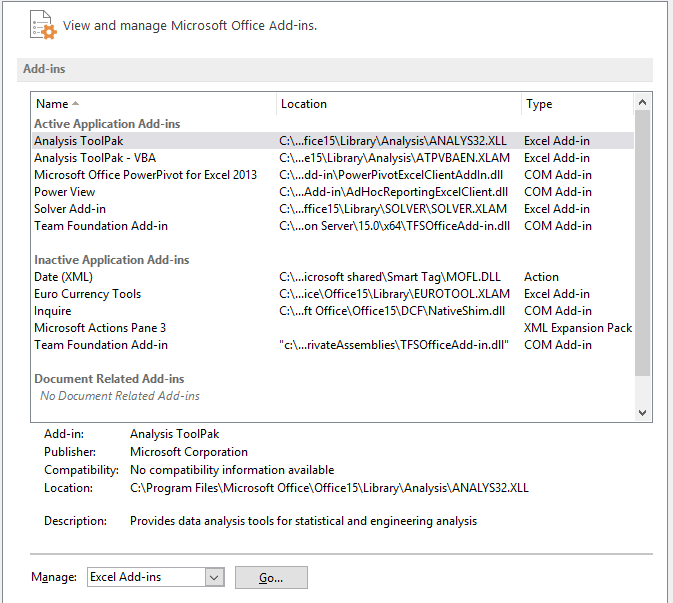 View and manage Microsoft Office Add-ins.
Add-ins
Name Location Type
Active Application Add-ins
Analysis ToolPak C:\...fice15\Library\Analysis\ANALYS32.XLL Excel Add-in
Analysis ToolPak - VBA C:\...e15\Library\Analysis\ATPVBAEN.XLAM Excel Add-in
Microsoft Office PowerPivot for Excel 2013 C:\...dd-in\PowerPivotExcelClientAddIn.dll COM Add-in
Power View C:\...Add-in\AdHocReportingExcelClient.dll COM Add-in
Solver Add-in C:\...ffice15\Library\SOLVER\SOLVER.XLAM Excel Add-in
Team Foundation Add-in C:\...on Server\15.0\x64\TFSOfficeAdd-in.dll COM Add-in
Inactive Application Add-ins
Date (XML) C:\...icrosoft shared\Smart Tag\MOFL.DLL Action
Euro Currency Tools C:\...ice\Office15\Library\EUROTOOL.XLAM Excel Add-in
Inquire C:\...ft Office\Office15\DCF\NativeShim.dll COM Add-in
Microsoft Actions Pane 3 XML Expansion Pack
Team Foundation Add-in "c:\...rivateAssemblies\TFSOfficeAdd-in.dll" COM Add-in
Document Related Add-ins
No Document Related Add-ins
Add-in: Analysis ToolPak
Publisher: Microsoft Corporation
Compatibility: No compatibility information available
Location: C:\Program Files\Microsoft Office\Office15\Library\Analysis\ANALYS32.XLL
Description: Provides data analysis tools for statistical and engineering analysis
Manage: Excel Add-ins Go...